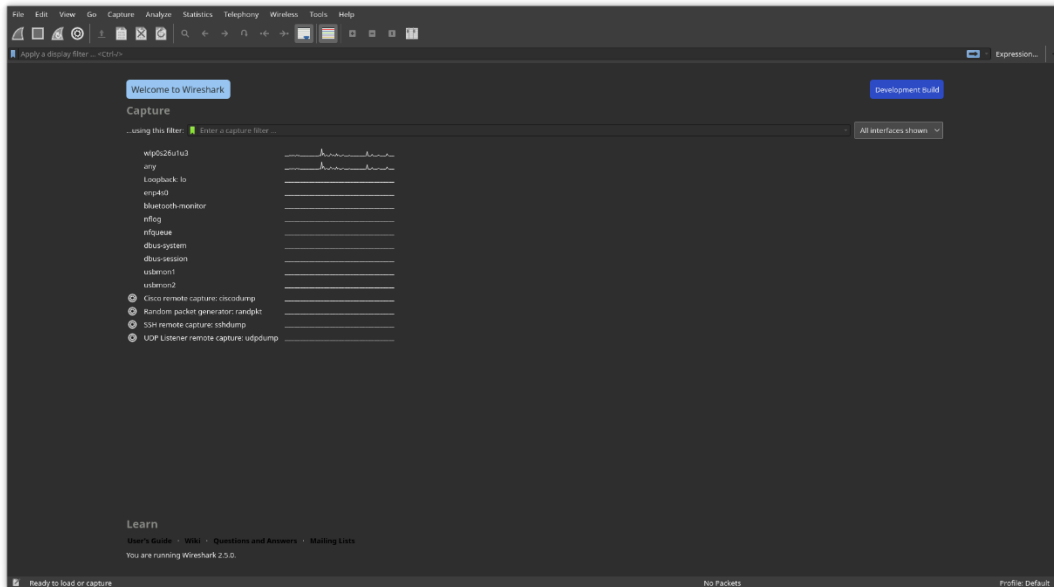 File Edit View Go Capture Analyze Statistics Telephony Wireless Tools Help
Apply a display filter ... <Ctrl-/>
Expression...
Welcome to Wireshark
Development Build
Capture
...using this filter: Enter a capture filter ...
All interfaces shown
wlp0s26u1u3
any
Loopback: lo
enp4s0
bluetooth-monitor
nflog
nfqueue
dbus-system
dbus-session
usbmon1
usbmon2
Cisco remote capture: ciscodump
Random packet generator: randpkt
SSH remote capture: sshdump
UDP Listener remote capture: udpdump
Learn
User's Guide · Wiki · Questions and Answers · Mailing Lists
You are running Wireshark 2.5.0.
Ready to load or capture
No Packets
Profile: Default